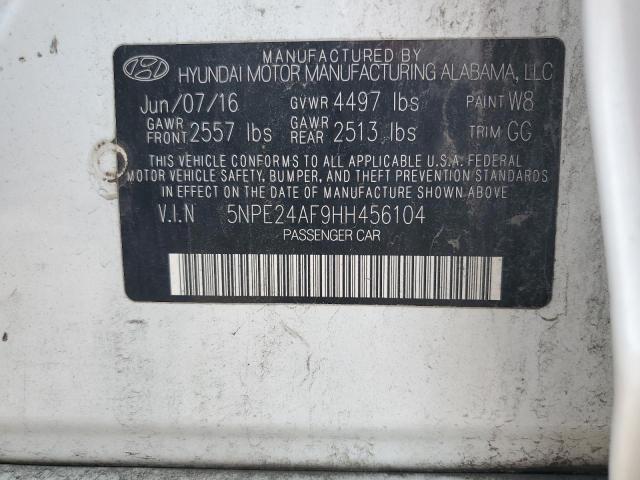 MANUFACTURED BY
HYUNDAI MOTOR MANUFACTURING ALABAMA, LLC
Jun/07/16 GVWR 4497 lbs PAINT W8
GAWR FRONT 2557 lbs GAWR REAR 2513 lbs TRIM GG
THIS VEHICLE CONFORMS TO ALL APPLICABLE U.S.A. FEDERAL
MOTOR VEHICLE SAFETY, BUMPER, AND THEFT PREVENTION STANDARDS
IN EFFECT ON THE DATE OF MANUFACTURE SHOWN ABOVE.
V.I.N 5NPE24AF9HH456104
PASSENGER CAR